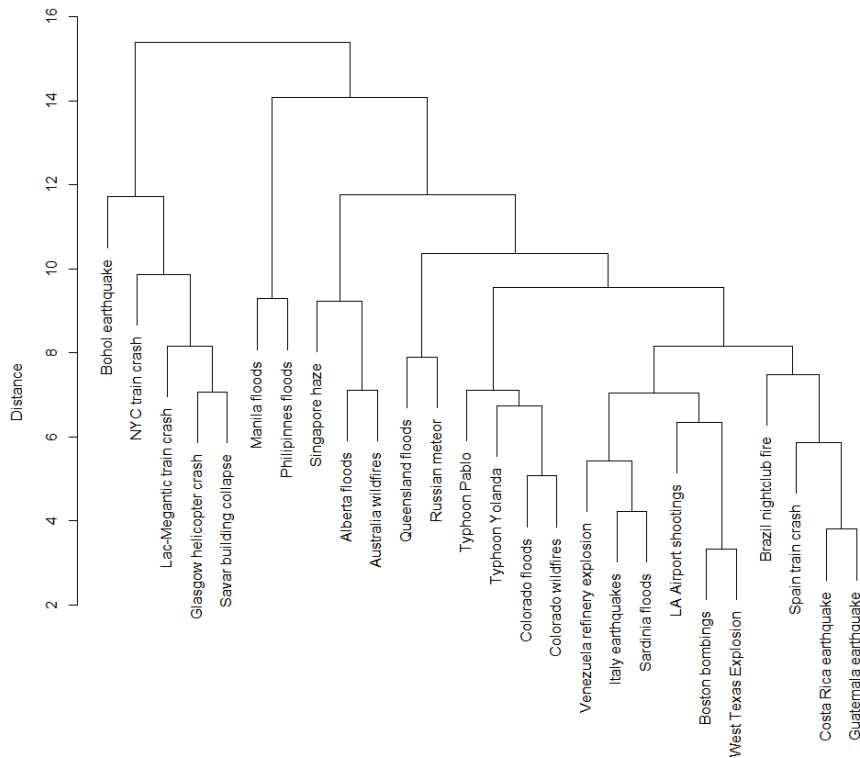 16
14
12
10
8
6
4
2
Distance
Bohol earthquake
NYC train crash
Lac-Megantic train crash
Glasgow helicopter crash
Savar building collapse
Manila floods
Philipinnes floods
Singapore haze
Alberta floods
Australia wildfires
Queensland floods
Russian meteor
Typhoon Pablo
Typhoon Yolanda
Colorado floods
Colorado wildfires
Venezuela refinery explosion
Italy earthquakes
Sardinia floods
LA Airport shootings
Boston bombings
West Texas Explosion
Brazil nightclub fire
Spain train crash
Costa Rica earthquake
Guatemala earthquake